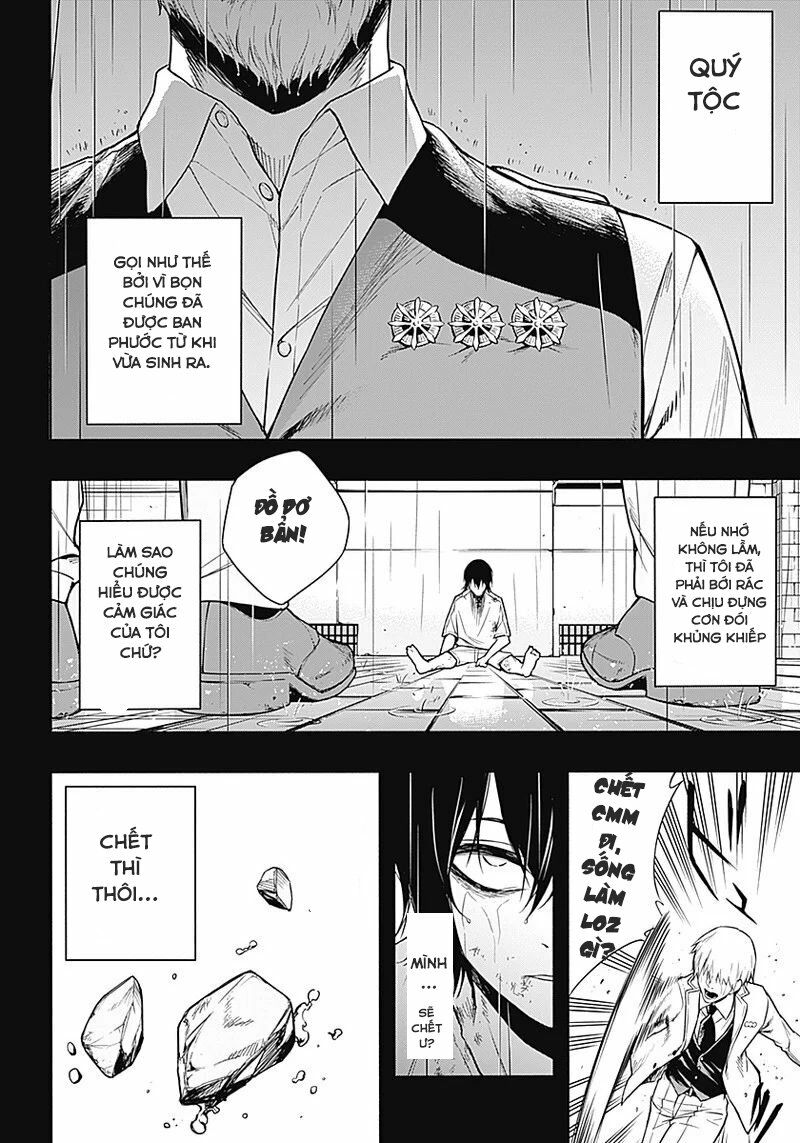 QUÝ
TỘC
GỌI NHƯ THẾ
BỞI VÌ BỌN
CHÚNG ĐÃ
ĐƯỢC BAN
PHƯỚC TỪ KHI
VỪA SINH RA.
NẾU NHỚ
KHÔNG LẦM,
THÌ TÔI ĐÃ
PHẢI BỚI RÁC
VÀ CHỊU ĐỰNG
CƠN ĐÓI
KHỦNG KHIẾP
ĐỒ DƠ
BẨN!
LÀM SAO
CHÚNG
HIỂU ĐƯỢC
CẢM GIÁC
CỦA TÔI
CHỨ?
CHẾT
CMM
ĐI,
SỐNG
LÀM
LOZ
GÌ?
MÌNH
...
SẼ
CHẾT
Ư?
CHẾT
THÌ
THÔI...